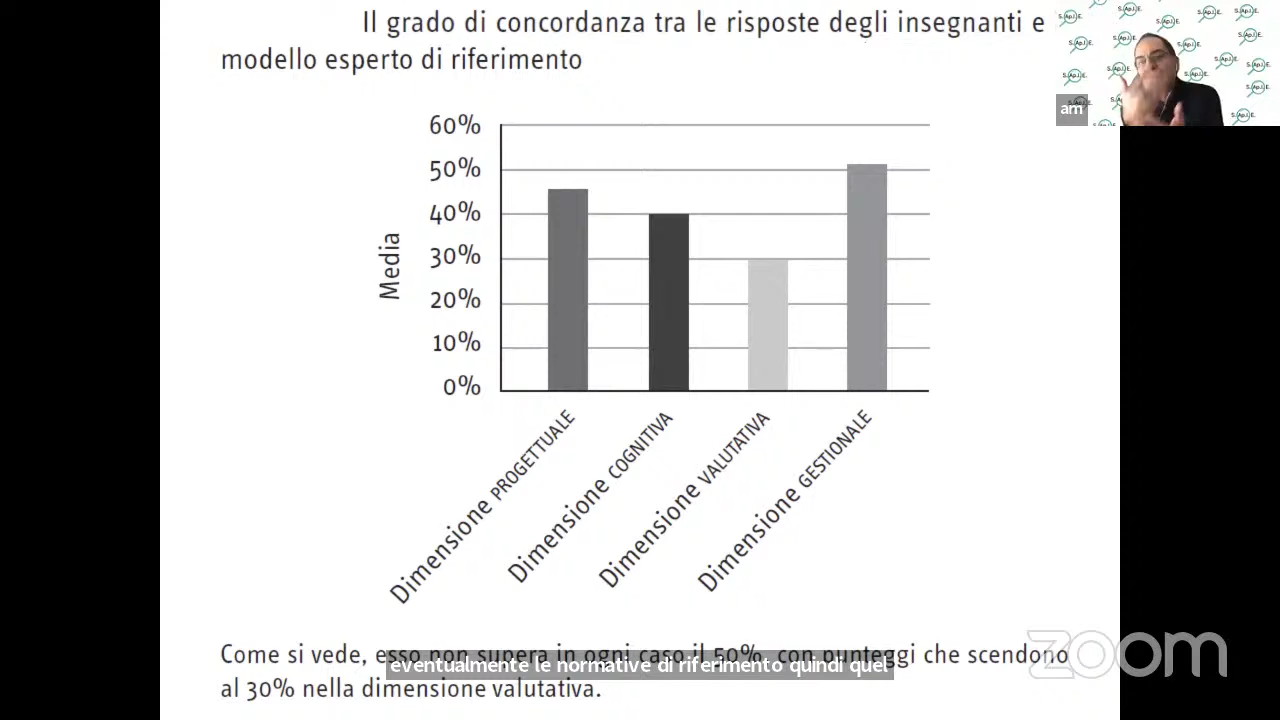 Il grado di concordanza tra le risposte degli insegnanti e
modello esperto di riferimento
S.Ap.I.E.
am
60%
50%
40%
30%
20%
10%
0%
Media
Dimensione PROGETTUALE
Dimensione COGNITIVA
Dimensione VALUTATIVA
Dimensione GESTIONALE
Come si vede, esso non supera in ogni caso il 50%, con punteggi che scendono
eventualmente le normative di riferimento quindi quel
al 30% nella dimensione valutativa.
zoom